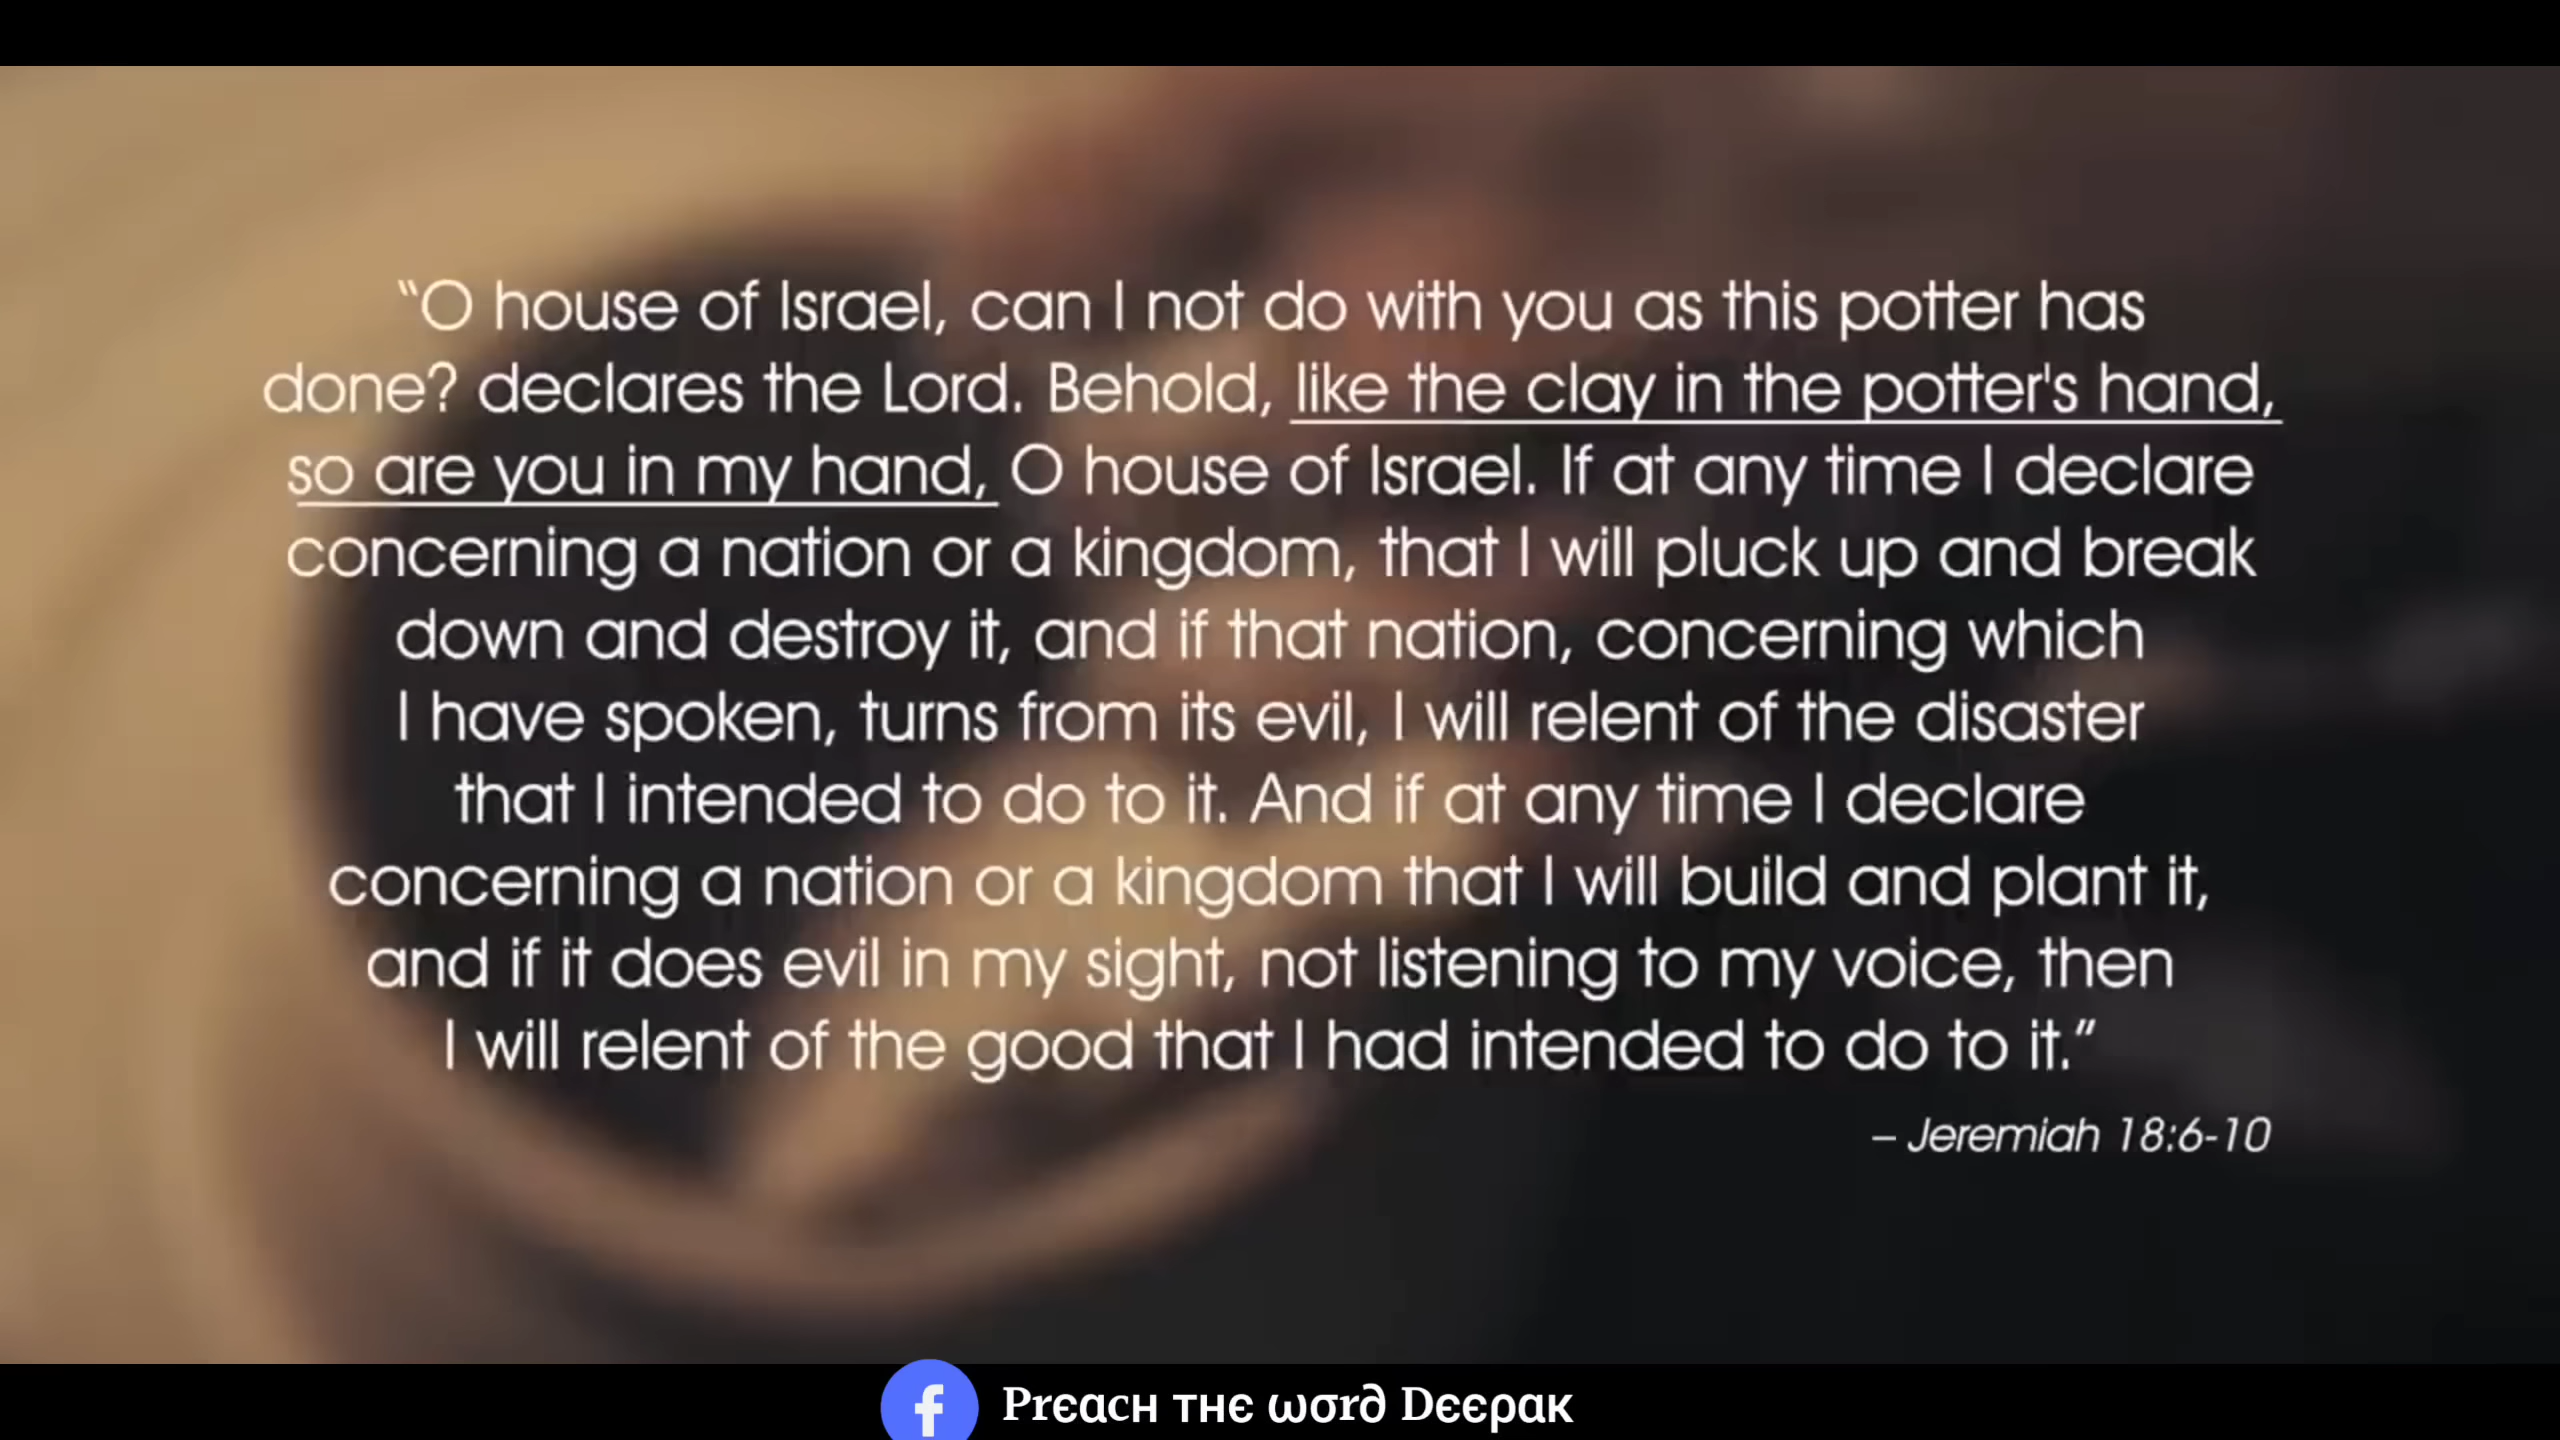 “O house of Israel, can I not do with you as this potter has
done? declares the Lord. Behold, like the clay in the potter's hand,
so are you in my hand, O house of Israel. If at any time I declare
concerning a nation or a kingdom, that I will pluck up and break
down and destroy it, and if that nation, concerning which
I have spoken, turns from its evil, I will relent of the disaster
that I intended to do to it. And if at any time I declare
concerning a nation or a kingdom that I will build and plant it,
and if it does evil in my sight, not listening to my voice, then
I will relent of the good that I had intended to do to it.”
– Jeremiah 18:6-10
f Prєαcн тнє ωσr∂ Dєєραк